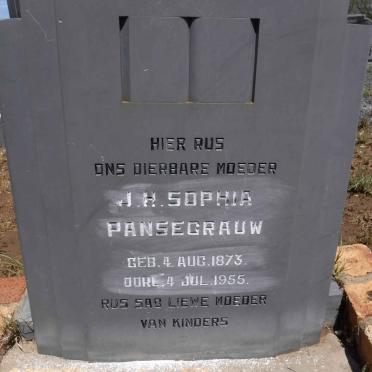 HIER RUS
ONS DIERBARE MOEDER
J.H. SOPHIA
PANSEGRAUW
GEB. 4. AUG. 1873.
OORL. 4. JUL. 1955.
RUS SAG LIEWE MOEDER
VAN KINDERS